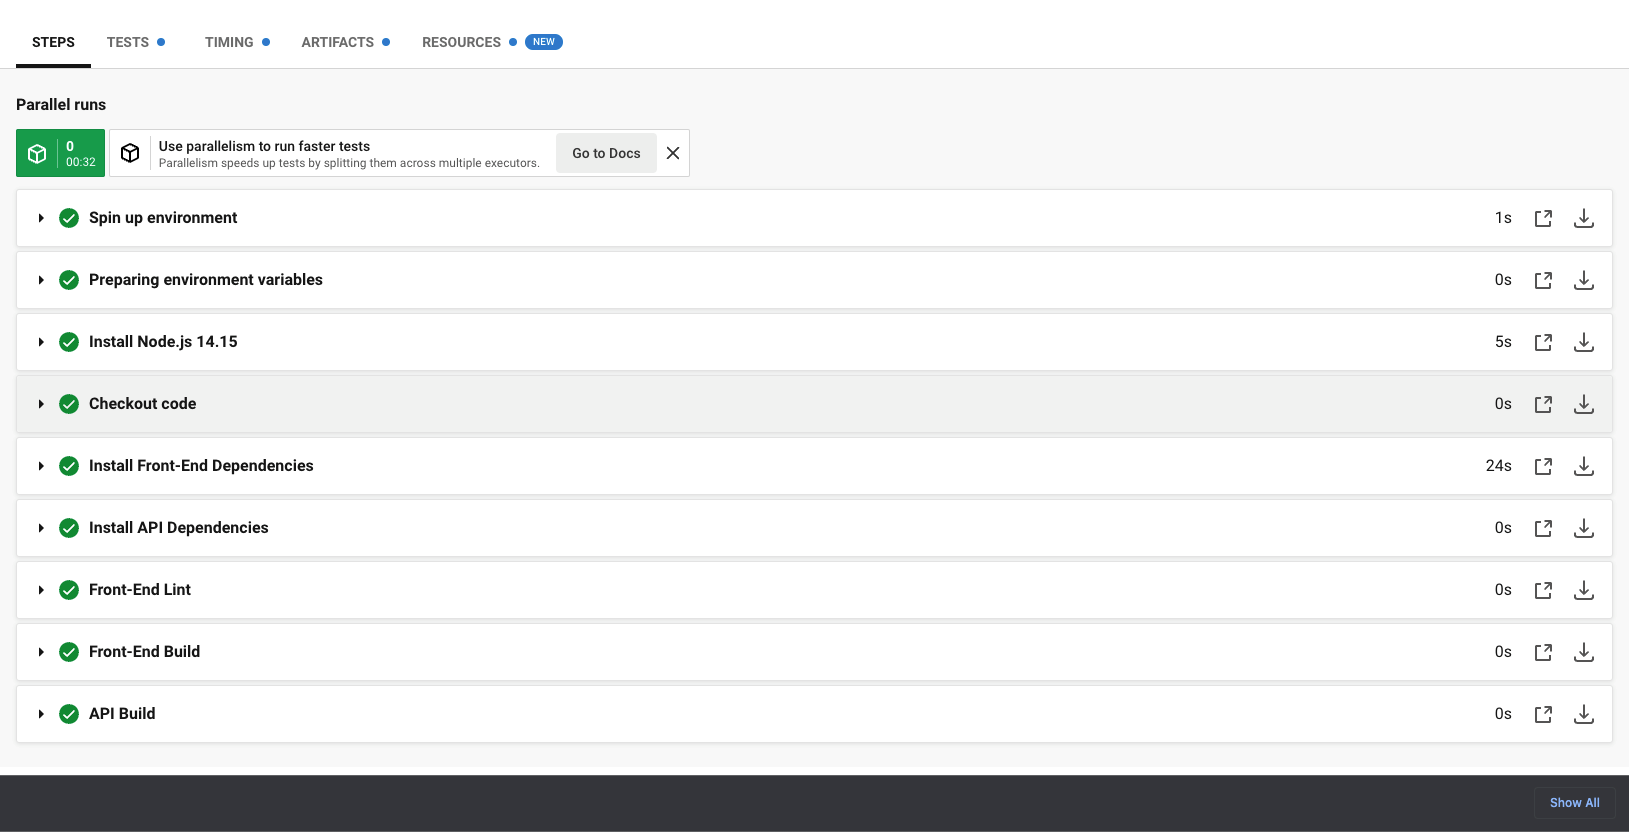 STEPS TESTS TIMING ARTIFACTS RESOURCES NEW
Parallel runs
0
00:32
Use parallelism to run faster tests
Parallelism speeds up tests by splitting them across multiple executors.
Go to Docs
Spin up environment 1s
Preparing environment variables 0s
Install Node.js 14.15 5s
Checkout code 0s
Install Front-End Dependencies 24s
Install API Dependencies 0s
Front-End Lint 0s
Front-End Build 0s
API Build 0s
Show All